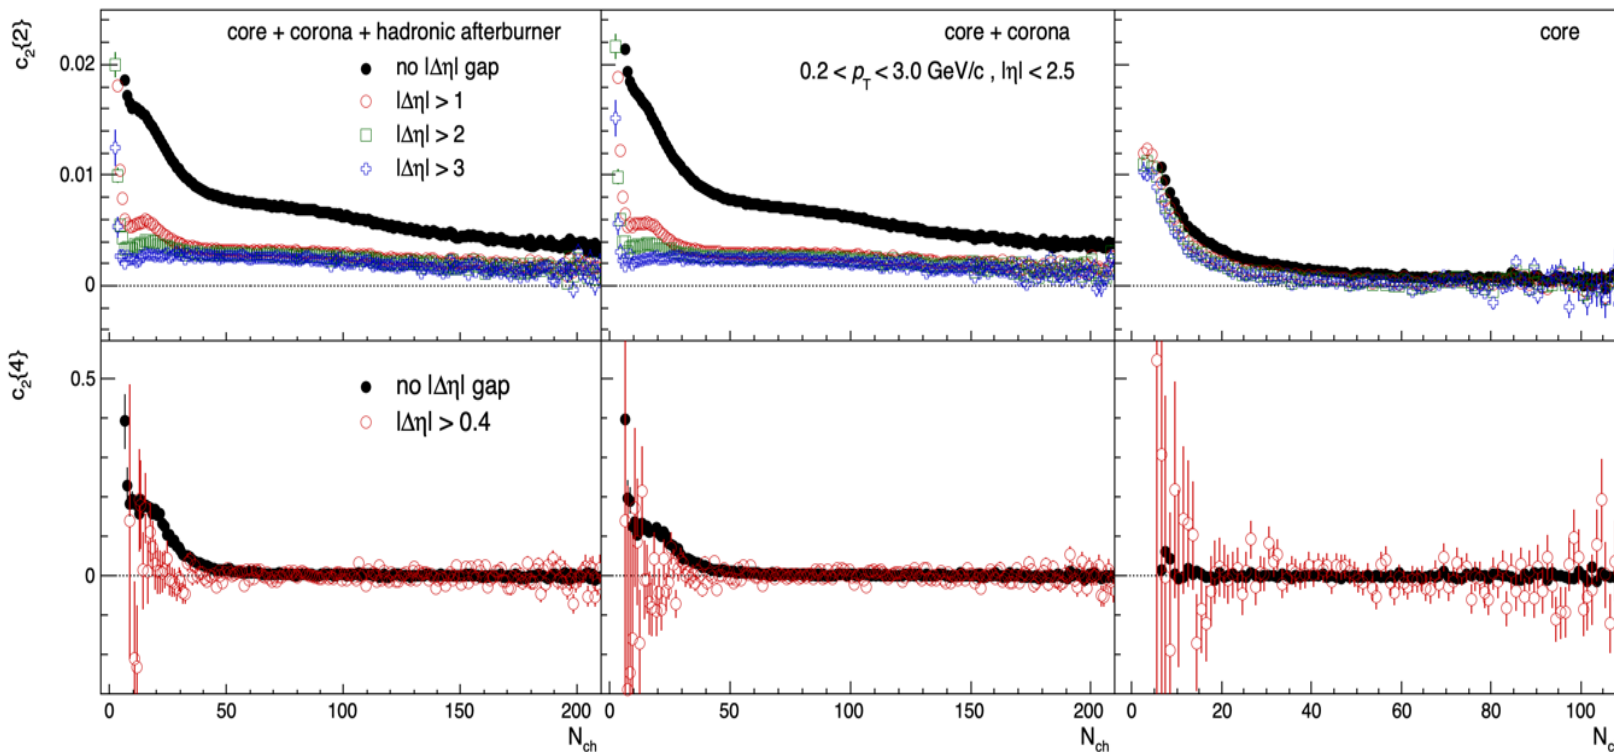 c₂{2}
core + corona + hadronic afterburner
core + corona
core
no |Δη| gap
|Δη| > 1
|Δη| > 2
|Δη| > 3
0.2 < p_T < 3.0 GeV/c , |η| < 2.5
0.02
0.01
0
c₂{4}
no |Δη| gap
|Δη| > 0.4
0.5
0
0 50 100 150 200
0 50 100 150 200
0 20 40 60 80 100
N_ch
N_ch
N_c